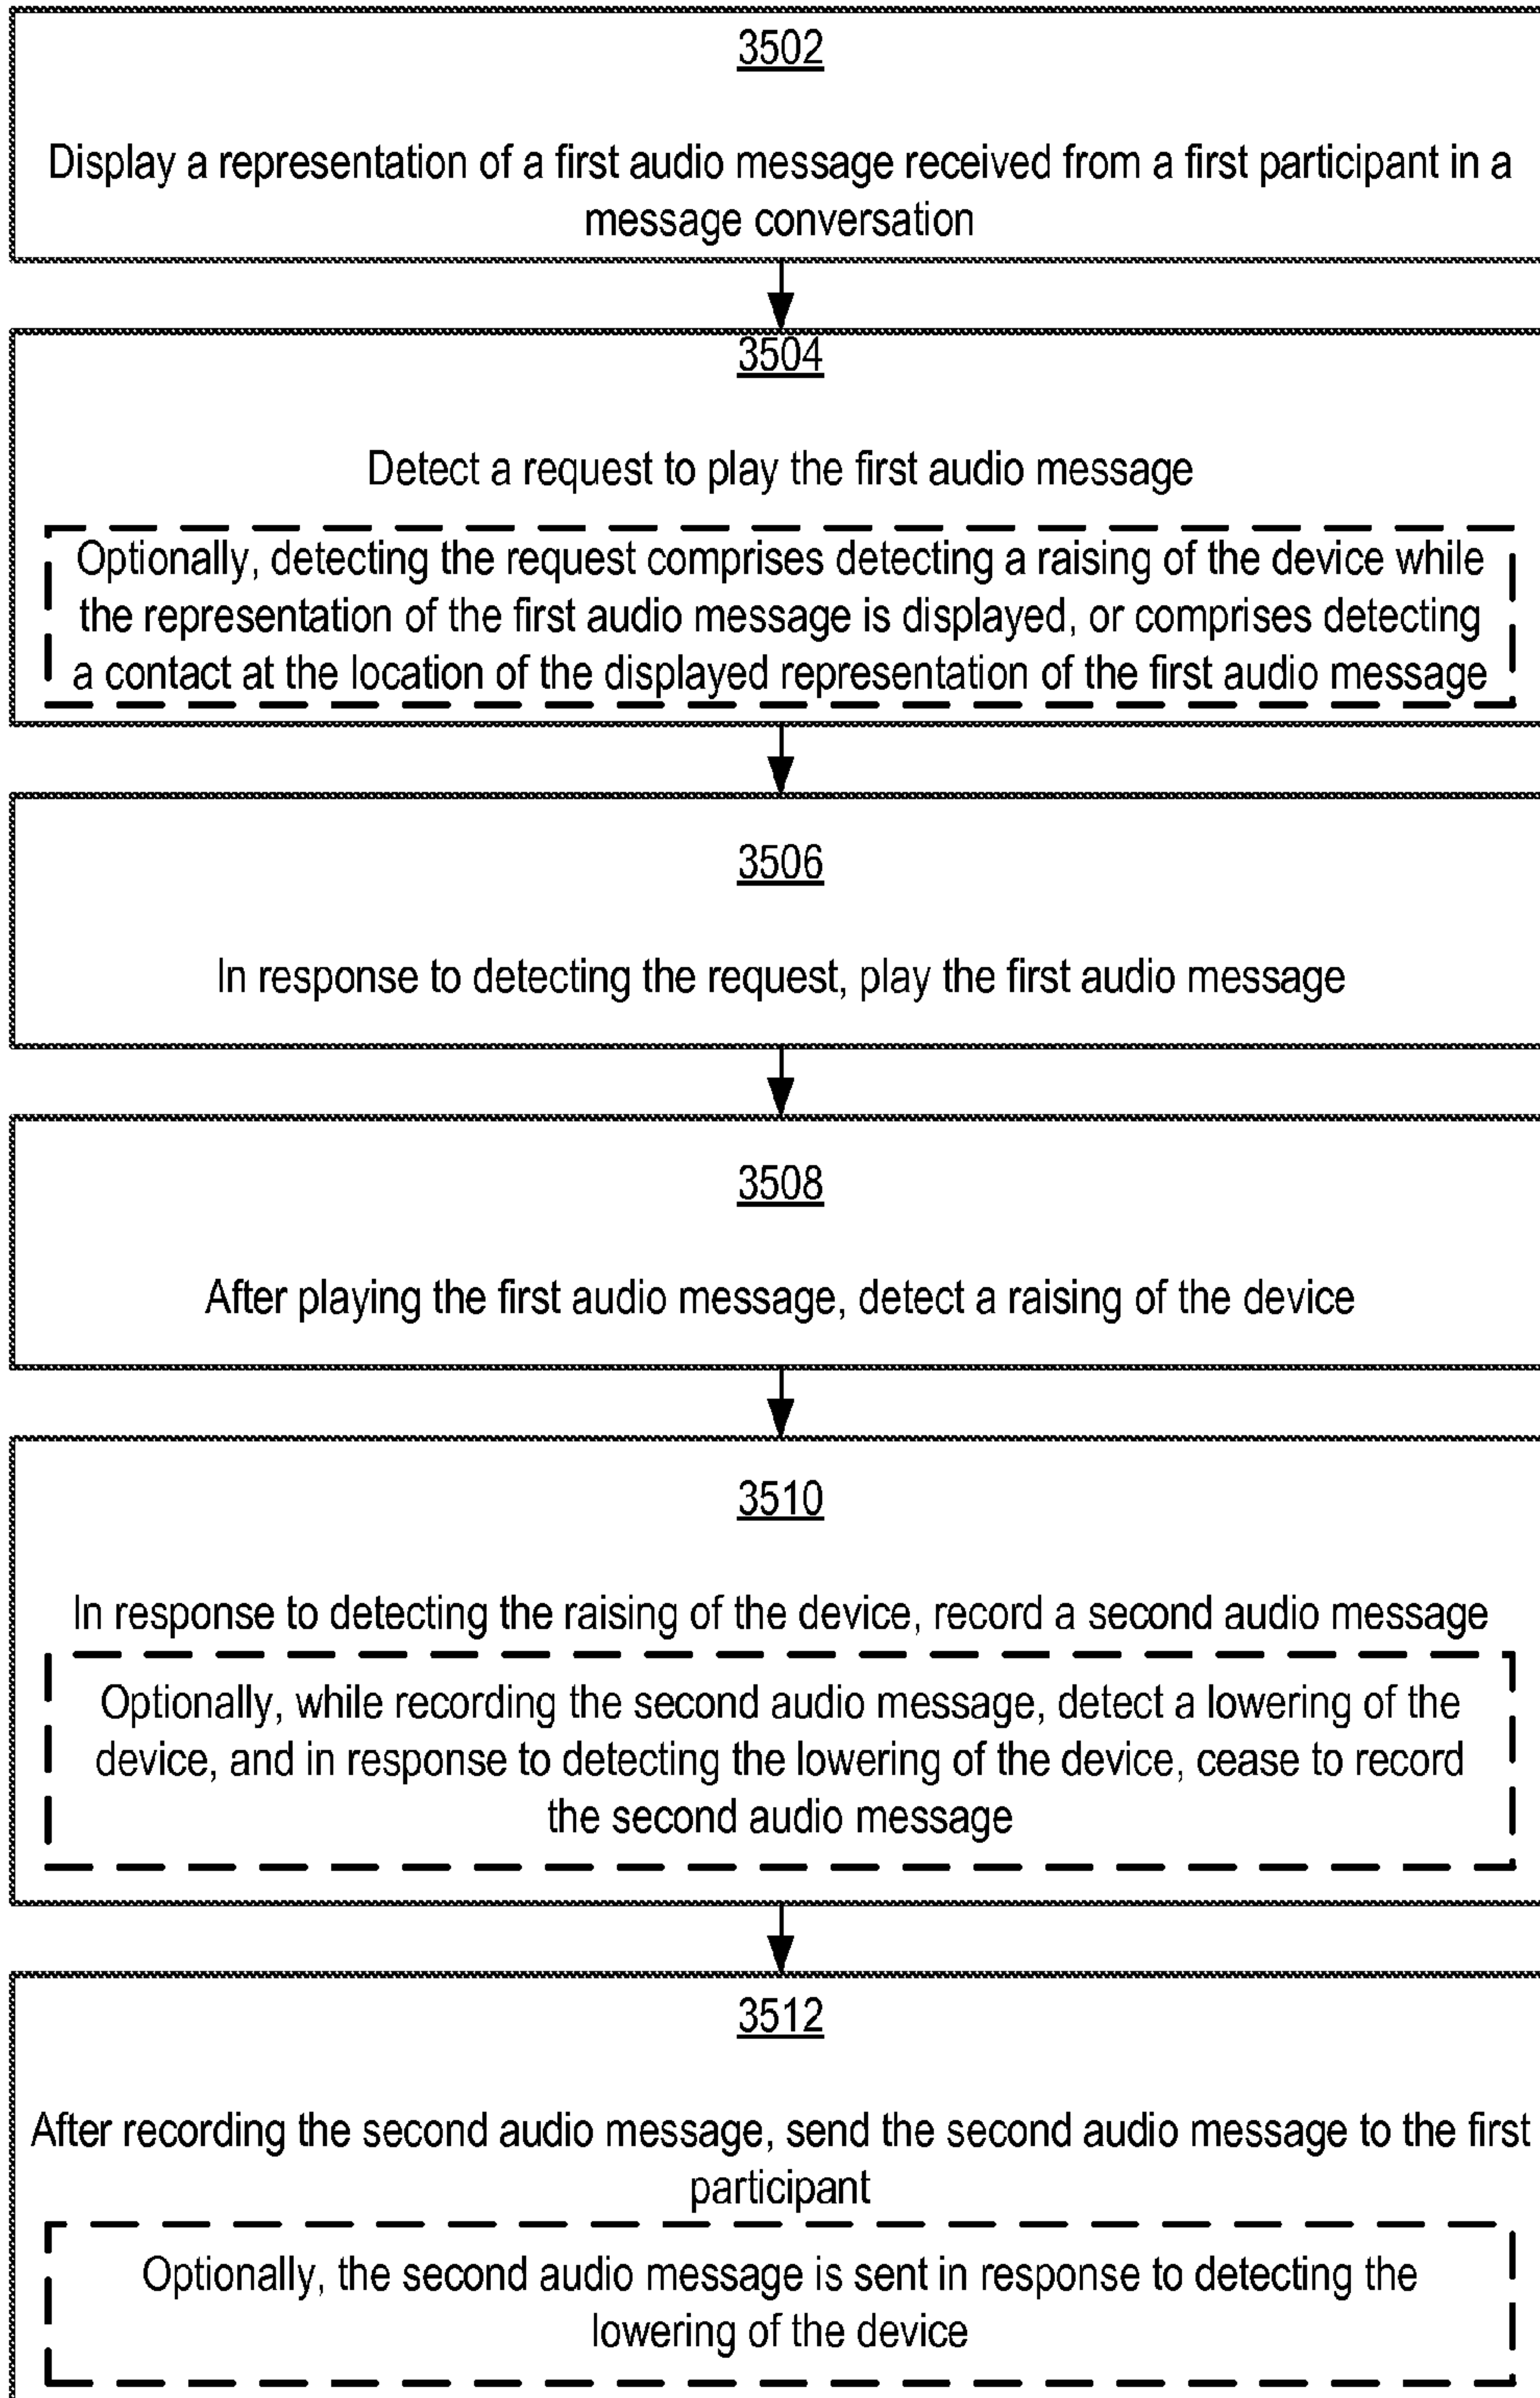 3502
Display a representation of a first audio message received from a first participant in a
message conversation
3504
Detect a request to play the first audio message
Optionally, detecting the request comprises detecting a raising of the device while
the representation of the first audio message is displayed, or comprises detecting
a contact at the location of the displayed representation of the first audio message
3506
In response to detecting the request, play the first audio message
3508
After playing the first audio message, detect a raising of the device
3510
In response to detecting the raising of the device, record a second audio message
Optionally, while recording the second audio message, detect a lowering of the
device, and in response to detecting the lowering of the device, cease to record
the second audio message
3512
After recording the second audio message, send the second audio message to the first
participant
Optionally, the second audio message is sent in response to detecting the
lowering of the device